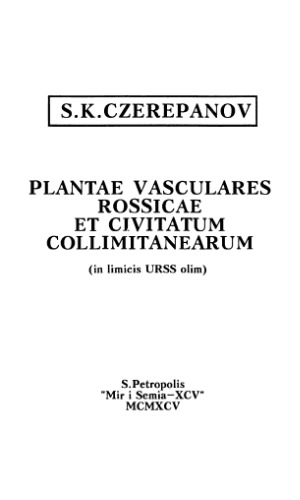 S.K.CZEREPANOV
PLANTAE VASCULARES
ROSSICAE
ET CIVITATUM
COLLIMITANEARUM
(in limicis URSS olim)
S.Petropolis
"Mir i Semia—XCV"
MCMXCV